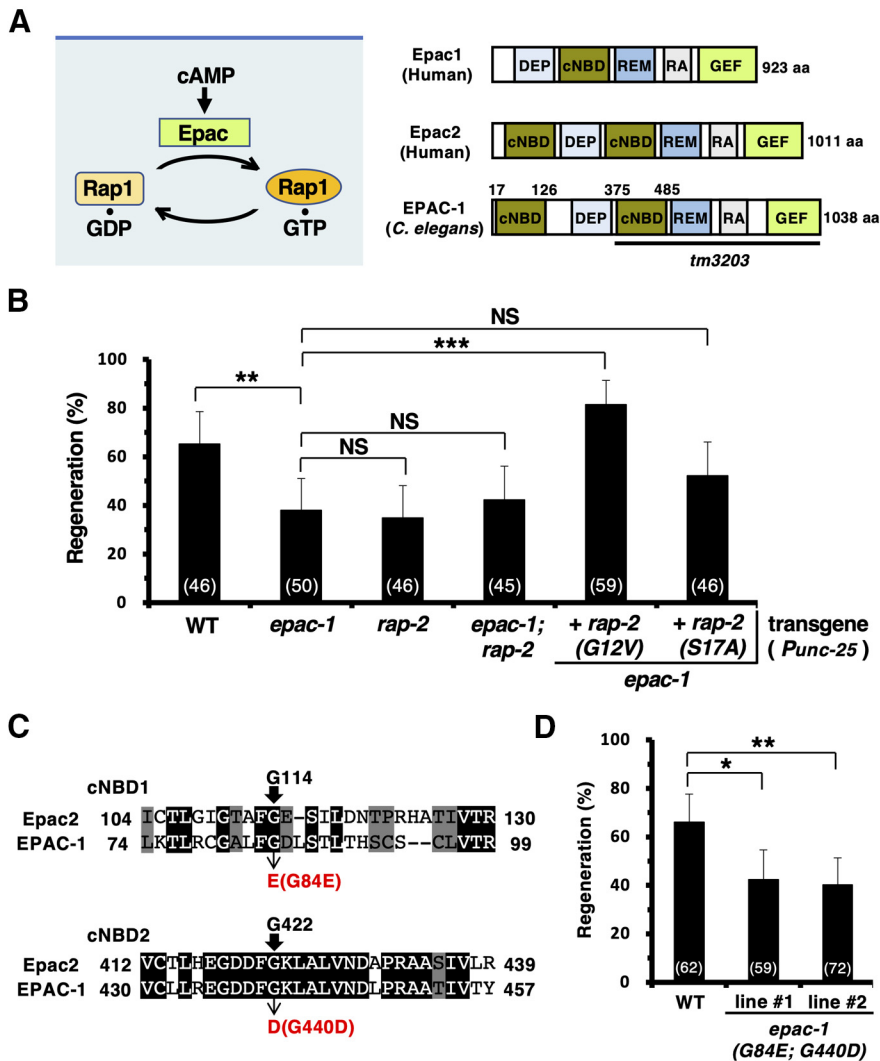 A
cAMP
Epac
Rap1
GDP
Rap1
GTP
Epac1
(Human)
DEP cNBD REM RA GEF
923 aa
Epac2
(Human)
cNBD DEP cNBD REM RA GEF
1011 aa
17 126 375 485
EPAC-1
(C. elegans)
cNBD DEP cNBD REM RA GEF
1038 aa
tm3203
B
NS
***
**
NS
NS
Regeneration (%)
100
80
60
40
20
0
(46) (50) (46) (45) (59) (46)
WT epac-1 rap-2 epac-1; rap-2 + rap-2 (G12V) + rap-2 (S17A)
epac-1
transgene
( Punc-25 )
C
cNBD1
G114
Epac2 104 ICTLGIGTAFGE-SILDNTPRHATIVTR 130
EPAC-1 74 LKTLRCGALFGDLSTLTHSCS--CLVTR 99
E(G84E)
cNBD2
G422
Epac2 412 VCTLHEGDDFGKLALVNDAPRAASIVLR 439
EPAC-1 430 VCLLREGDDFGKLALVNDLPRAATIVTY 457
D(G440D)
D
Regeneration (%)
100
80
60
40
20
0
**
*
(62) (59) (72)
WT line #1 line #2
epac-1
(G84E; G440D)